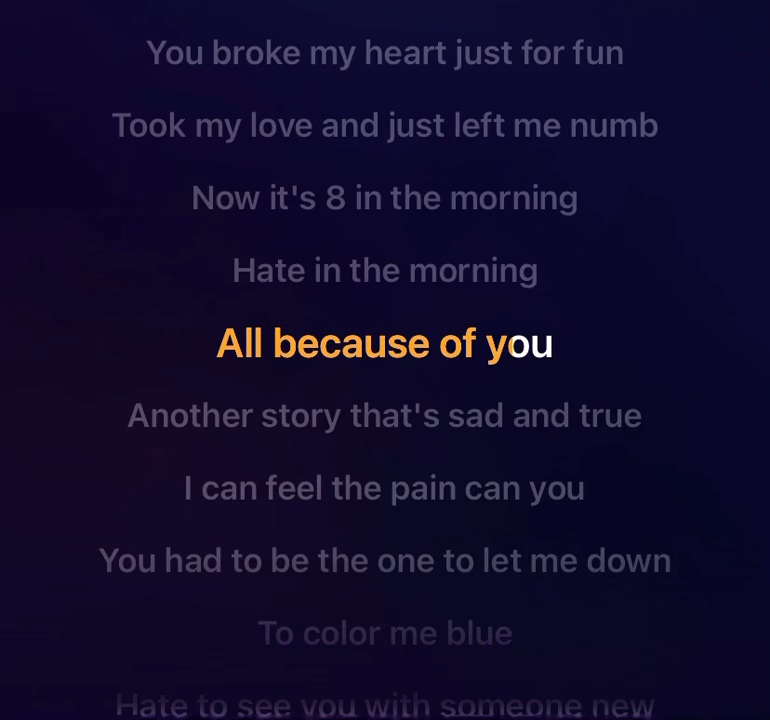 You broke my heart just for fun
Took my love and just left me numb
Now it's 8 in the morning
Hate in the morning
All because of you
Another story that's sad and true
I can feel the pain can you
You had to be the one to let me down
To color me blue
Hate to see you with someone new